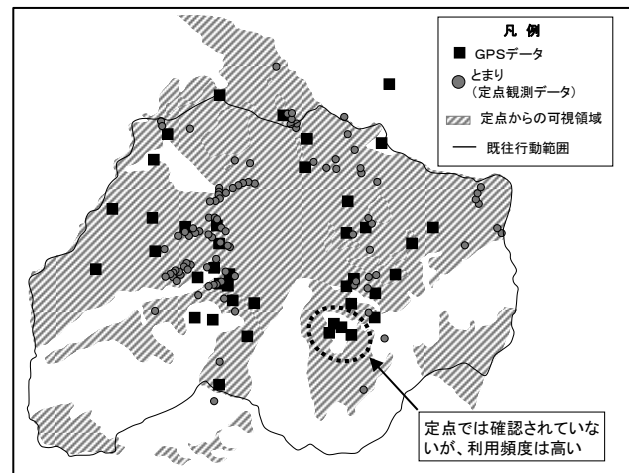 凡 例
GPSデータ
とまり
(定点観測データ)
定点からの可視領域
既往行動範囲
定点では確認されていな
いが、利用頻度は高い